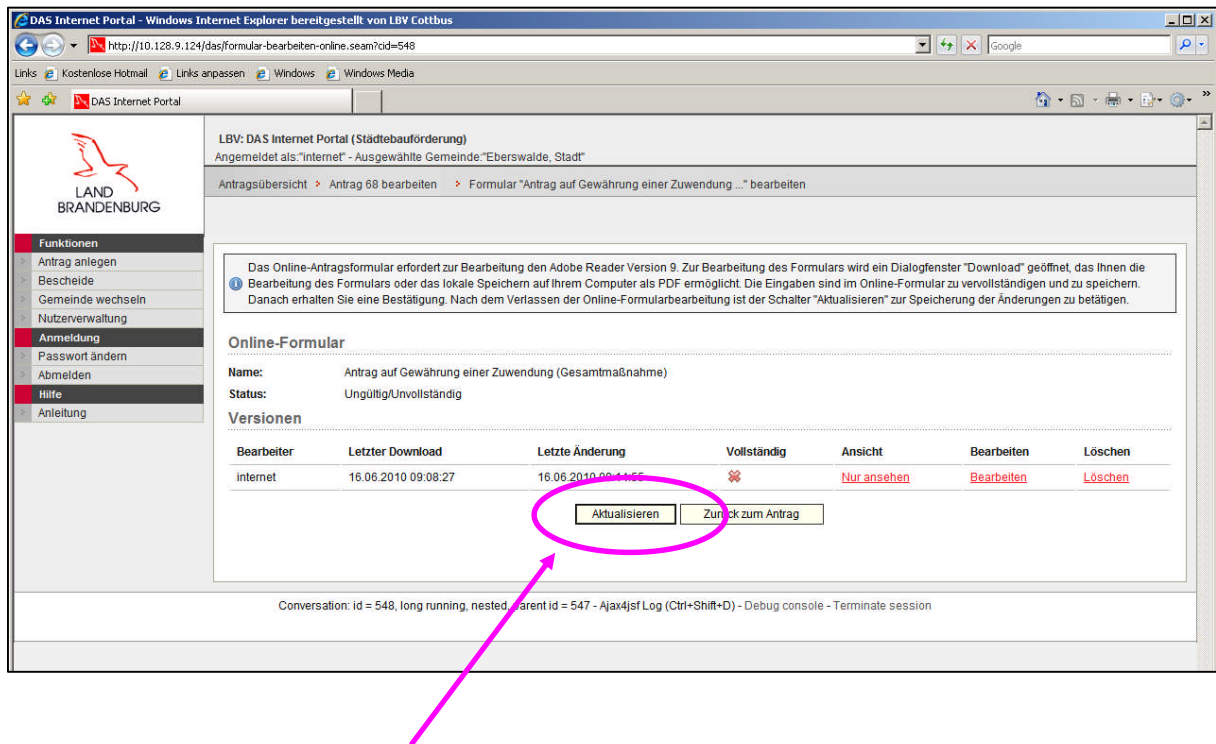 DAS Internet Portal - Windows Internet Explorer bereitgestellt von LBV Cottbus
http://10.128.9.124/das/formular-bearbeiten-online.seam?cid=548
Google
Links Kostenlose Hotmail Links anpassen Windows Windows Media
DAS Internet Portal
LAND
BRANDENBURG
LBV: DAS Internet Portal (Städtebauförderung)
Angemeldet als:"internet" - Ausgewählte Gemeinde:"Eberswalde, Stadt"
Antragsübersicht Antrag 68 bearbeiten Formular "Antrag auf Gewährung einer Zuwendung ..." bearbeiten
Funktionen
Antrag anlegen
Bescheide
Gemeinde wechseln
Nutzerverwaltung
Anmeldung
Passwort ändern
Abmelden
Hilfe
Anleitung
Das Online-Antragsformular erfordert zur Bearbeitung den Adobe Reader Version 9. Zur Bearbeitung des Formulars wird ein Dialogfenster "Download" geöffnet, das Ihnen die
Bearbeitung des Formulars oder das lokale Speichern auf Ihrem Computer als PDF ermöglicht. Die Eingaben sind im Online-Formular zu vervollständigen und zu speichern.
Danach erhalten Sie eine Bestätigung. Nach dem Verlassen der Online-Formularbearbeitung ist der Schalter "Aktualisieren" zur Speicherung der Änderungen zu betätigen.
Online-Formular
Name: Antrag auf Gewährung einer Zuwendung (Gesamtmaßnahme)
Status: Ungültig/Unvollständig
Versionen
Bearbeiter Letzter Download Letzte Änderung Vollständig Ansicht Bearbeiten Löschen
internet 16.06.2010 09:08:27 16.06.2010 Nur ansehen Bearbeiten Löschen
Aktualisieren Zurück zum Antrag
Conversation: id = 548, long running, nested, parent id = 547 - Ajax4jsf Log (Ctrl+Shift+D) - Debug console - Terminate session